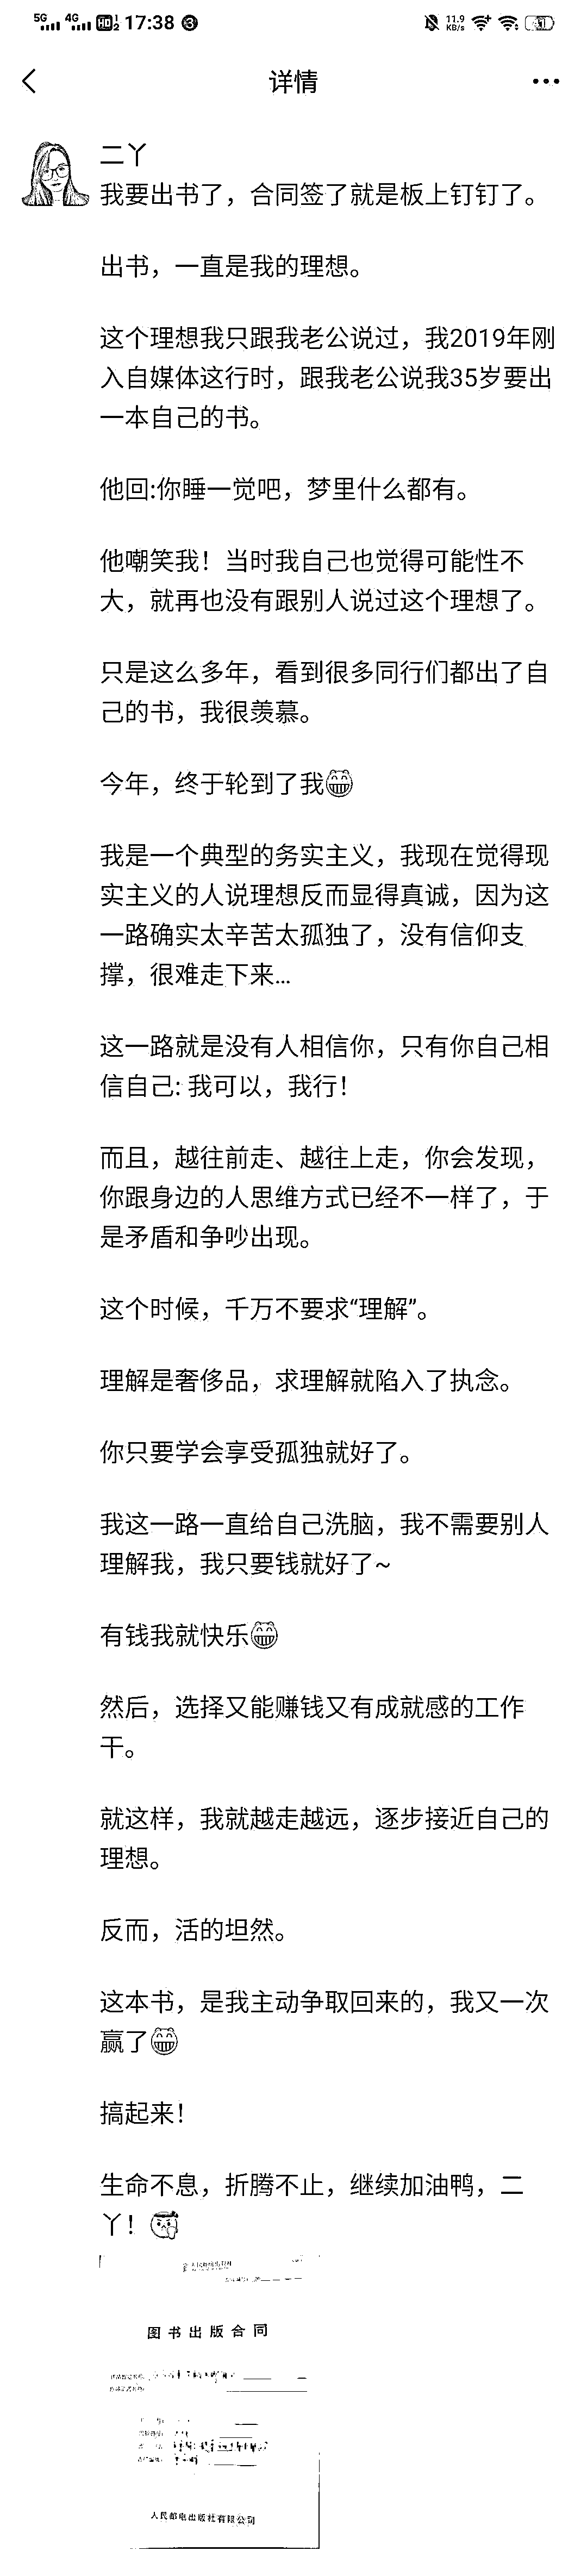 5G 4G HD 1 2 17:38 3 11.9 KB/s
详情
二丫
我要出书了，合同签了就是板上钉钉了。
出书，一直是我的理想。
这个理想我只跟我老公说过，我2019年刚
入自媒体这行时，跟我老公说我35岁要出
一本自己的书。
他回:你睡一觉吧，梦里什么都有。
他嘲笑我！当时我自己也觉得可能性不
大，就再也没有跟别人说过这个理想了。
只是这么多年，看到很多同行们都出了自
己的书，我很羡慕。
今年，终于轮到了我😁
我是一个典型的务实主义，我现在觉得现
实主义的人说理想反而显得真诚，因为这
一路确实太辛苦太孤独了，没有信仰支
撑，很难走下来...
这一路就是没有人相信你，只有你自己相
信自己: 我可以，我行！
而且，越往前走、越往上走，你会发现，
你跟身边的人思维方式已经不一样了，于
是矛盾和争吵出现。
这个时候，千万不要求“理解”。
理解是奢侈品，求理解就陷入了执念。
你只要学会享受孤独就好了。
我这一路一直给自己洗脑，我不需要别人
理解我，我只要钱就好了~
有钱我就快乐😁
然后，选择又能赚钱又有成就感的工作
干。
就这样，我就越走越远，逐步接近自己的
理想。
反而，活的坦然。
这本书，是我主动争取回来的，我又一次
赢了😁
搞起来！
生命不息，折腾不止，继续加油鸭，二
丫！
图书出版合同
人民邮电出版社有限公司